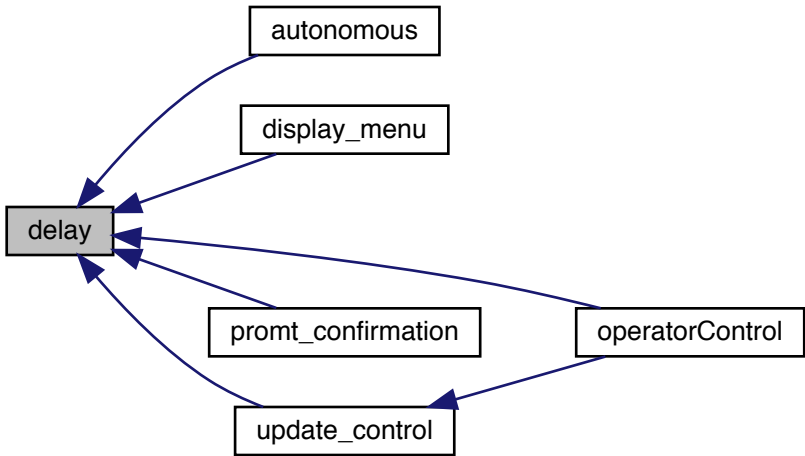 autonomous
display_menu
delay
promt_confirmation
operatorControl
update_control